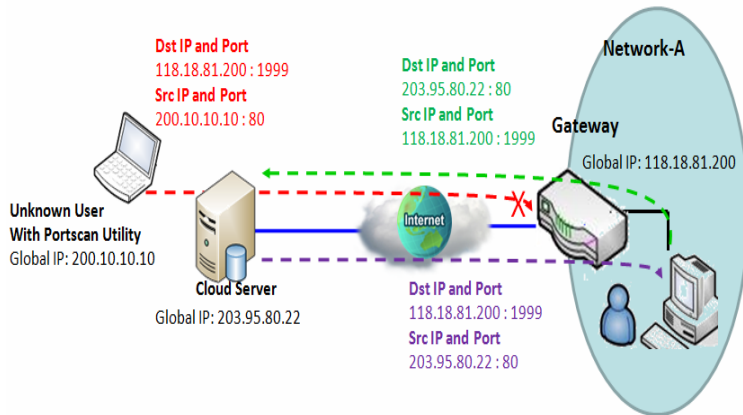 Dst IP and Port
118.18.81.200 : 1999
Src IP and Port
200.10.10.10 : 80
Dst IP and Port
203.95.80.22 : 80
Src IP and Port
118.18.81.200 : 1999
Network-A
Gateway
Global IP: 118.18.81.200
Unknown User
With Portscan Utility
Global IP: 200.10.10.10
Internet
Cloud Server
Global IP: 203.95.80.22
Dst IP and Port
118.18.81.200 : 1999
Src IP and Port
203.95.80.22 : 80